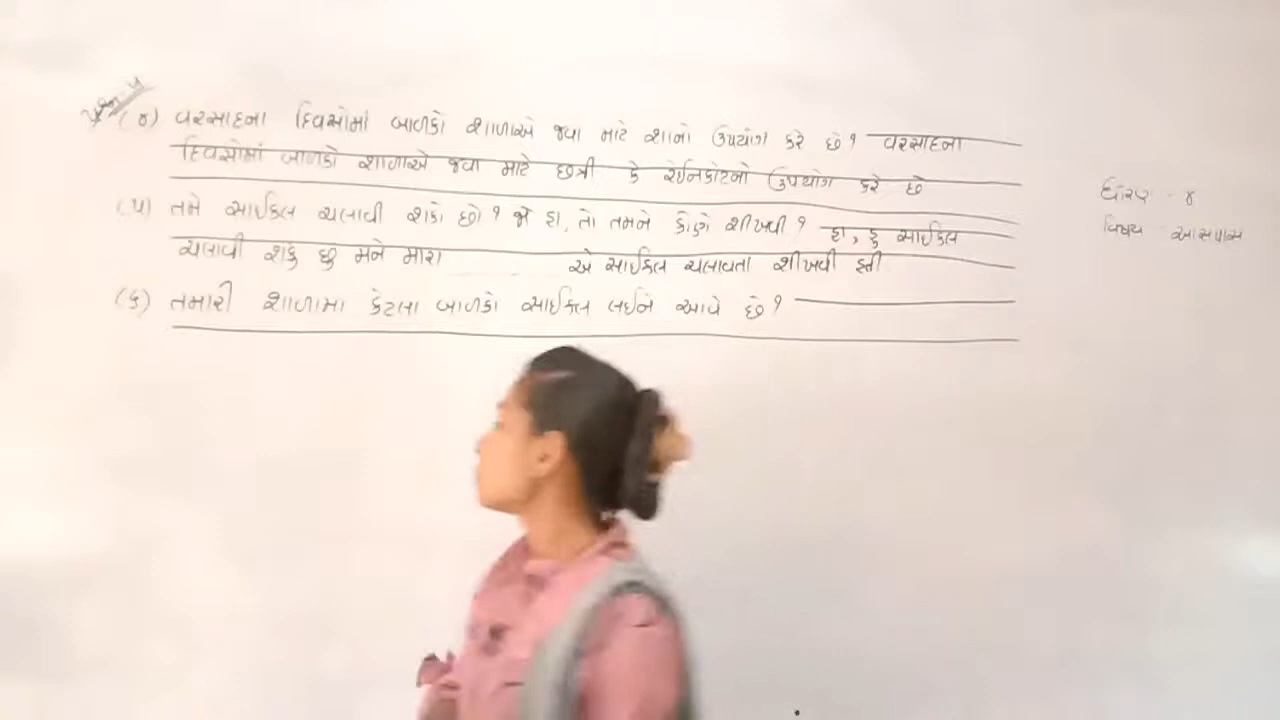 પ્રશ્ન ૫
(૪) વરસાદના દિવસોમાં બાળકો શાળાએ જવા માટે શાનો ઉપયોગ કરે છે ? વરસાદના
દિવસોમાં બાળકો શાળાએ જવા માટે છત્રી કે રેઈનકોટનો ઉપયોગ કરે છે
(૫) તમે સાઈકલ ચલાવી શકો છો ? જો હા, તો તમને કોણે શીખવી ? હા, હુ સાઈકલ
ચલાવી શકુ છુ મને મારા એ સાઈકલ ચલાવતા શીખવી હતી
(૬) તમારી શાળામા કેટલા બાળકો સાઈકલ લઈને આવે છે ?
ધોરણ - ૪
વિષય આસપાસ